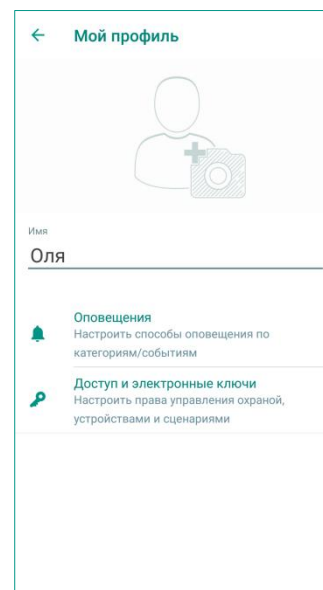 Мой профиль
Имя
Оля
Оповещения
Настроить способы оповещения по
категориям/событиям
Доступ и электронные ключи
Настроить права управления охраной,
устройствами и сценариями